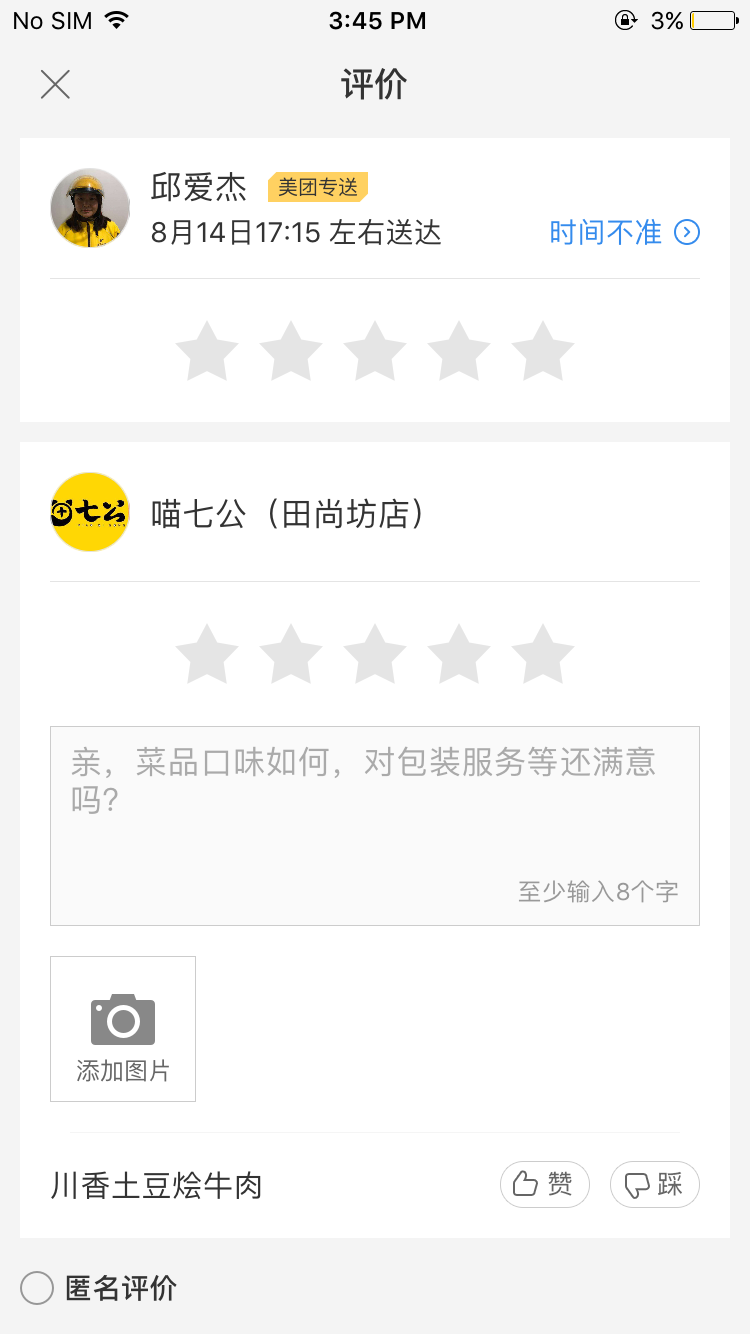 No SIM 3:45 PM 3%
评价
邱爱杰 美团专送
8月14日17:15 左右送达 时间不准
喵七公（田尚坊店）
七公
亲，菜品口味如何，对包装服务等还满意
吗？
至少输入8个字
添加图片
川香土豆烩牛肉 赞 踩
匿名评价